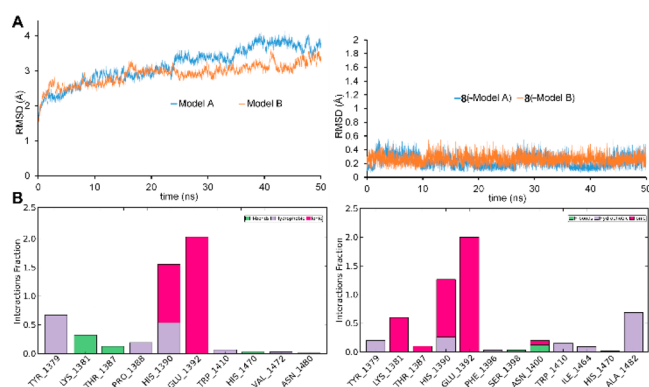 A
RMSD (Å)
4
3
2
1
0
0 10 20 30 40 50
time (ns)
Model A Model B
RMSD (Å)
2
1.8
1.6
1.4
1.2
1
0.8
0.6
0.4
0.2
0
0 10 20 30 40 50
time (ns)
8(-Model A) 8(-Model B)
B
Interactions Fraction
2.5
2.0
1.5
1.0
0.5
0.0
TYR_1379
LYS_1381
THR_1387
PRO_1388
HIS_1390
GLU_1392
TRP_1410
HIS_1470
VAL_1472
ASN_1480
Interactions Fraction
2.5
2.0
1.5
1.0
0.5
0.0
TYR_1379
LYS_1381
THR_1387
HIS_1390
GLU_1392
PHE_1396
SER_1398
ASN_1400
TRP_1410
ILE_1464
HIS_1470
ALA_1482